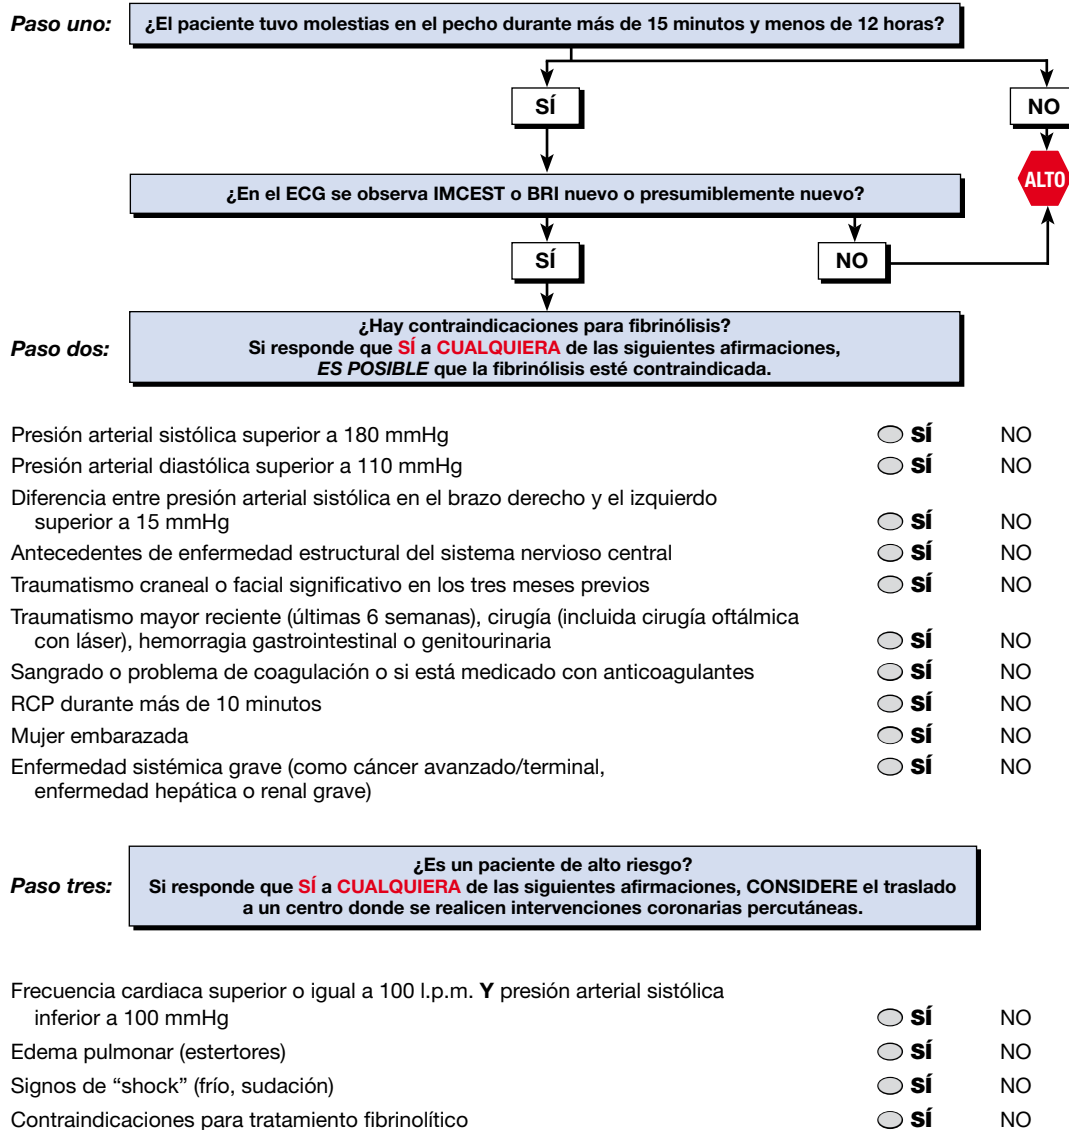 Paso uno: ¿El paciente tuvo molestias en el pecho durante más de 15 minutos y menos de 12 horas?
SÍ NO
ALTO
¿En el ECG se observa IMCEST o BRI nuevo o presumiblemente nuevo?
SÍ NO
¿Hay contraindicaciones para fibrinólisis?
Paso dos: Si responde que SÍ a CUALQUIERA de las siguientes afirmaciones,
ES POSIBLE que la fibrinólisis esté contraindicada.
Presión arterial sistólica superior a 180 mmHg SÍ NO
Presión arterial diastólica superior a 110 mmHg SÍ NO
Diferencia entre presión arterial sistólica en el brazo derecho y el izquierdo
superior a 15 mmHg SÍ NO
Antecedentes de enfermedad estructural del sistema nervioso central SÍ NO
Traumatismo craneal o facial significativo en los tres meses previos SÍ NO
Traumatismo mayor reciente (últimas 6 semanas), cirugía (incluida cirugía oftálmica
con láser), hemorragia gastrointestinal o genitourinaria SÍ NO
Sangrado o problema de coagulación o si está medicado con anticoagulantes SÍ NO
RCP durante más de 10 minutos SÍ NO
Mujer embarazada SÍ NO
Enfermedad sistémica grave (como cáncer avanzado/terminal, SÍ NO
enfermedad hepática o renal grave)
¿Es un paciente de alto riesgo?
Paso tres: Si responde que SÍ a CUALQUIERA de las siguientes afirmaciones, CONSIDERE el traslado
a un centro donde se realicen intervenciones coronarias percutáneas.
Frecuencia cardiaca superior o igual a 100 l.p.m. Y presión arterial sistólica
inferior a 100 mmHg SÍ NO
Edema pulmonar (estertores) SÍ NO
Signos de “shock” (frío, sudación) SÍ NO
Contraindicaciones para tratamiento fibrinolítico SÍ NO